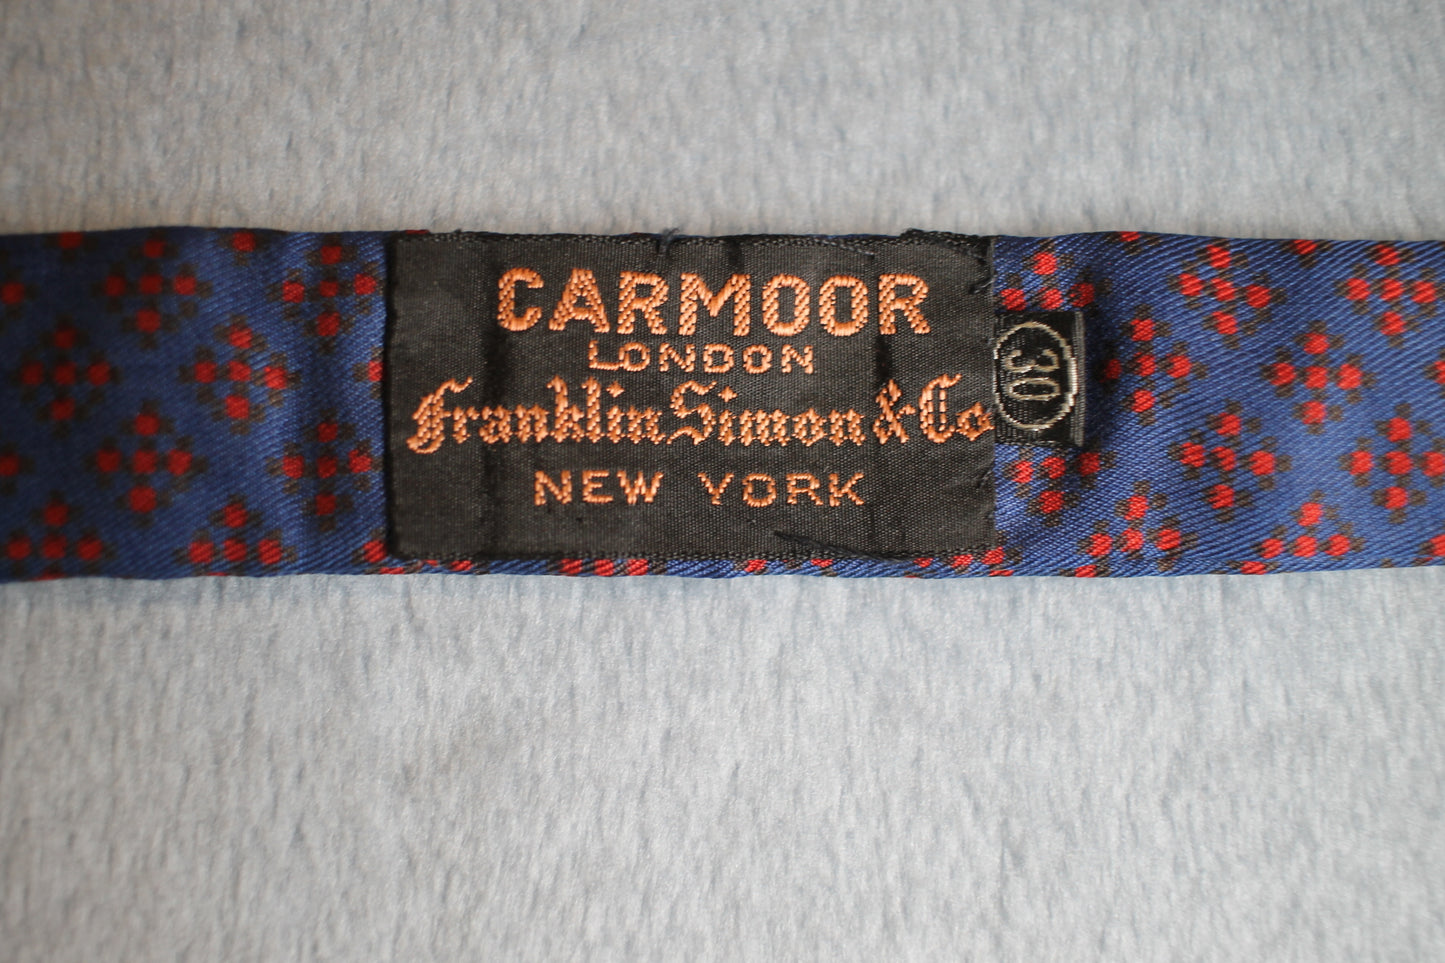 CARMOOR
LONDON
Franklin Simon & Co
NEW YORK
30